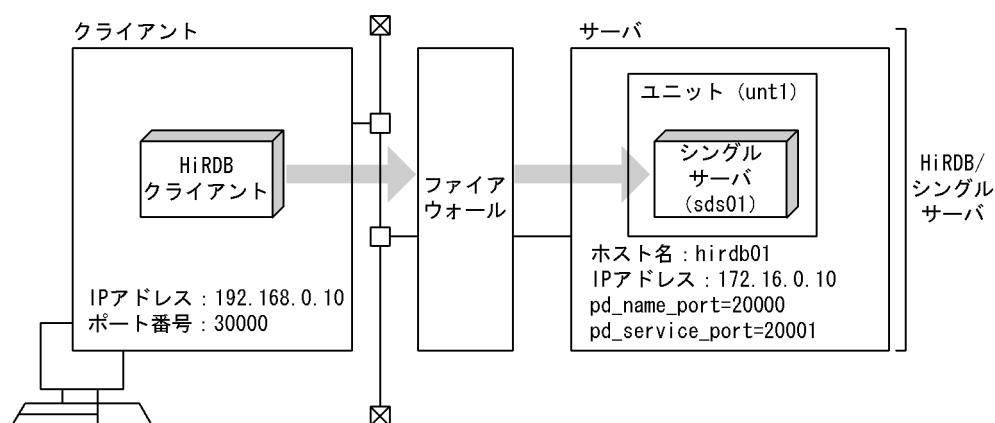 クライアント
HiRDB
クライアント
IPアドレス：192.168.0.10
ポート番号：30000
ファイア
ウォール
サーバ
ユニット（unt1）
シングル
サーバ
(sds01)
ホスト名：hirdb01
IPアドレス：172.16.0.10
pd_name_port=20000
pd_service_port=20001
HiRDB/
シングル
サーバ